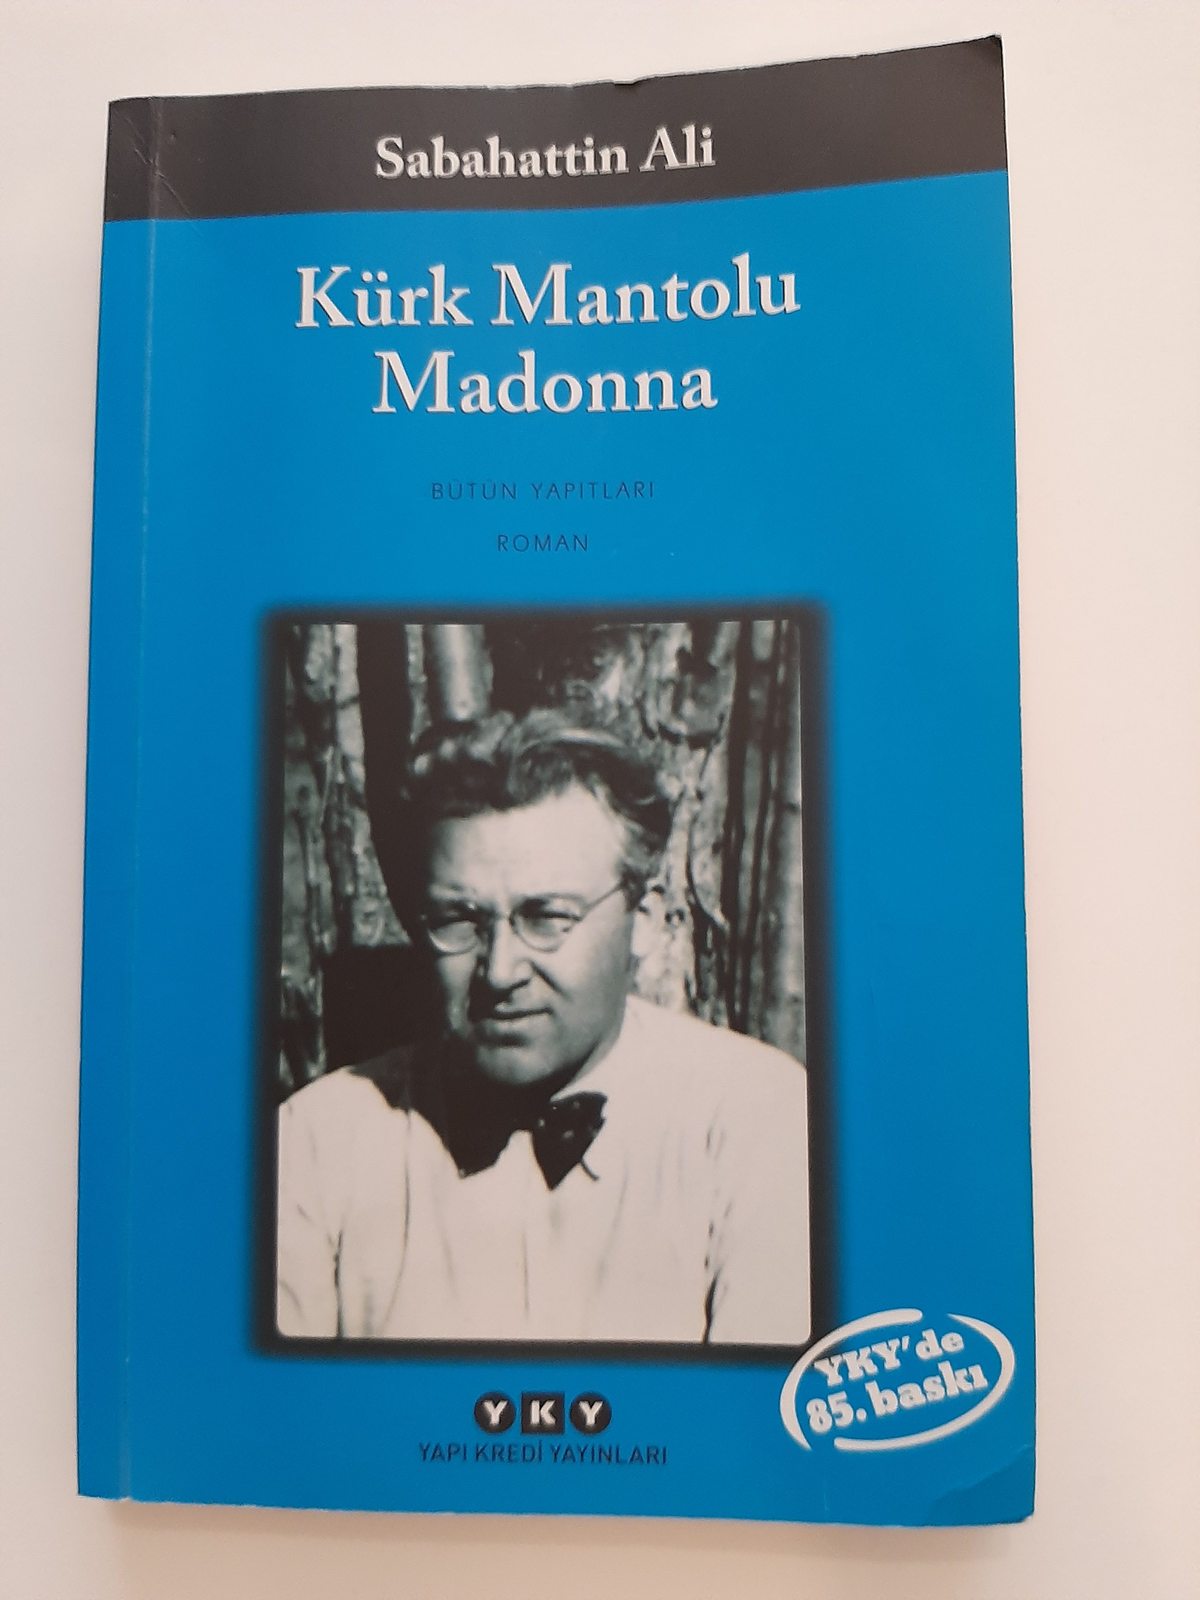 Sabahattin Ali
Kürk Mantolu
Madonna
BÜTÜN YAPITLARI
ROMAN
YKY'de
85. baskı
YKY
YAPI KREDİ YAYINLARI